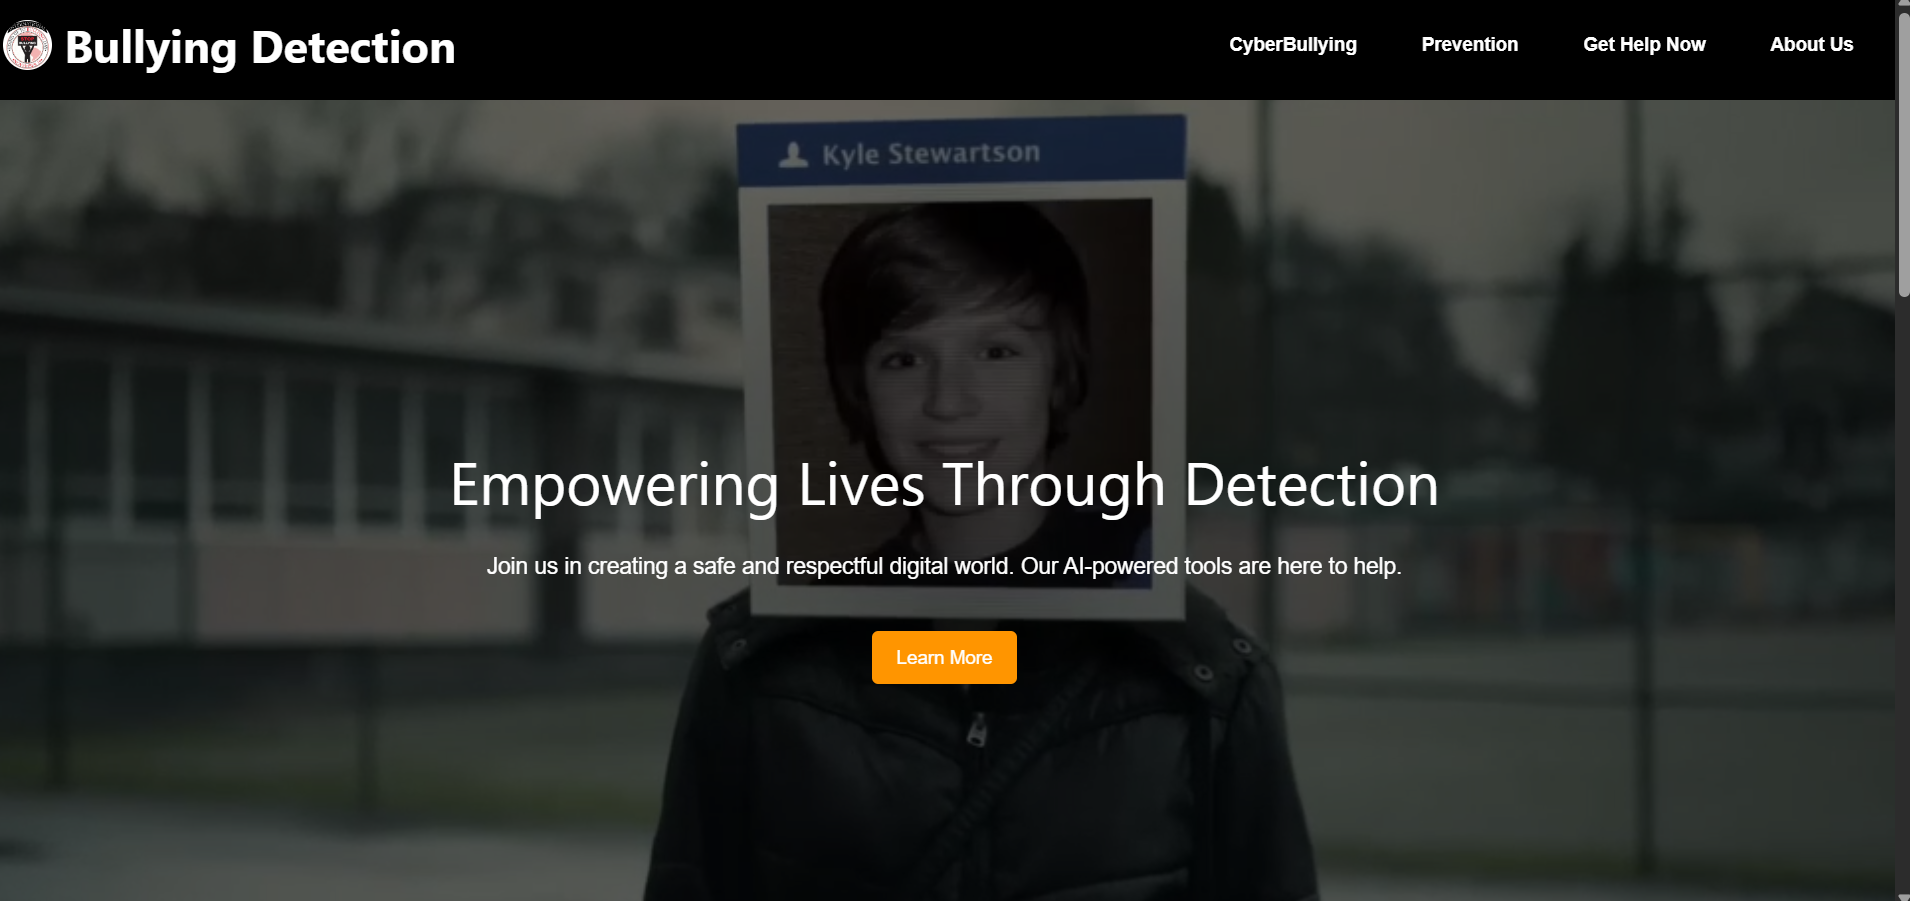 Bullying Detection
CyberBullying
Prevention
Get Help Now
About Us
Kyle Stewartson
Empowering Lives Through Detection
Join us in creating a safe and respectful digital world. Our AI-powered tools are here to help.
Learn More